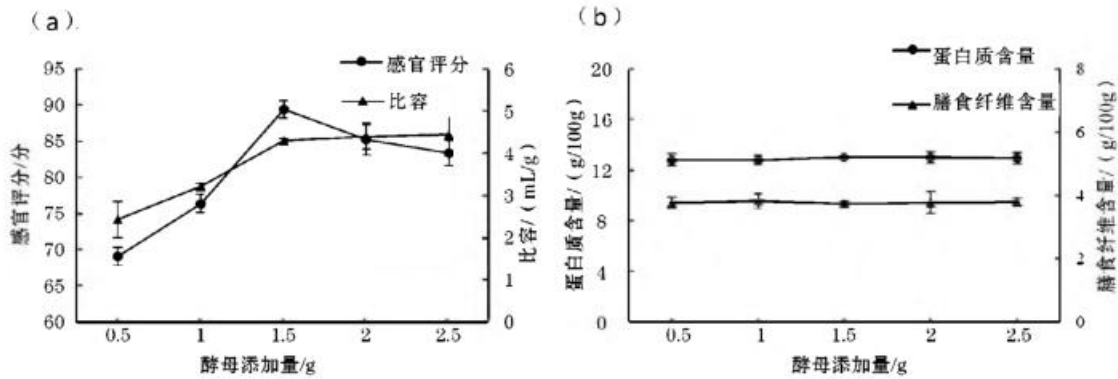 （a）
感官评分
比容
95
90
85
80
75
70
65
60
感官评分/分
6
5
4
3
2
1
0
比容/（mL/g）
0.5 1 1.5 2 2.5
酵母添加量/g
（b）
蛋白质含量
膳食纤维含量
20
16
12
8
4
0
蛋白质含量/（g/100g）
8
6
4
2
0
膳食纤维含量/（g/100g）
0.5 1 1.5 2 2.5
酵母添加量/g